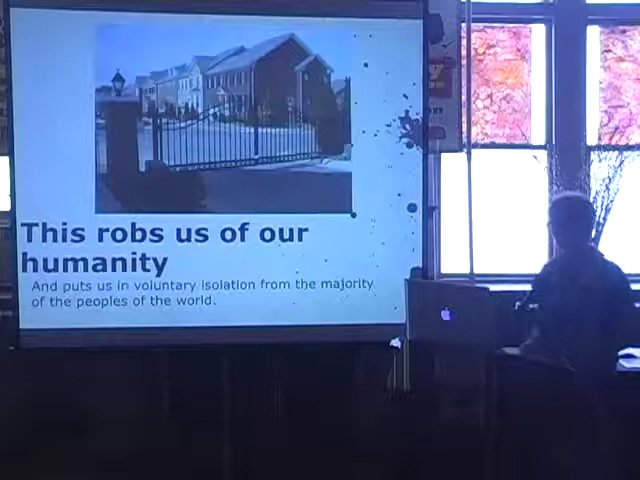 This robs us of our
humanity
And puts us in voluntary isolation from the majority
of the peoples of the world.